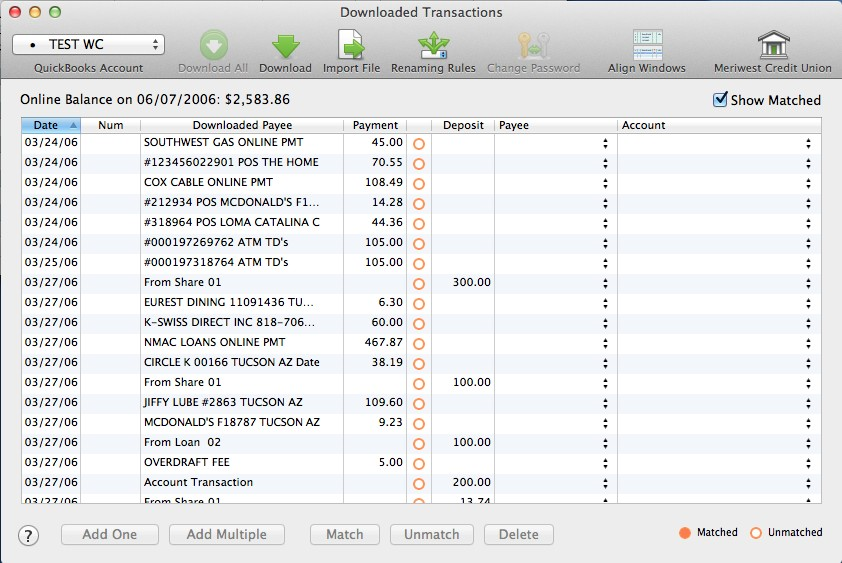 Downloaded Transactions
• TEST WC
QuickBooks Account Download All Download Import File Renaming Rules Change Password Align Windows Meriwest Credit Union
Online Balance on 06/07/2006: $2,583.86 Show Matched
Date Num Downloaded Payee Payment Deposit Payee Account
03/24/06 SOUTHWEST GAS ONLINE PMT 45.00
03/24/06 #123456022901 POS THE HOME 70.55
03/24/06 COX CABLE ONLINE PMT 108.49
03/24/06 #212934 POS MCDONALD'S F1... 14.28
03/24/06 #318964 POS LOMA CATALINA C 44.36
03/24/06 #000197269762 ATM TD's 105.00
03/25/06 #000197318764 ATM TD's 105.00
03/27/06 From Share 01 300.00
03/27/06 EUREST DINING 11091436 TU... 6.30
03/27/06 K-SWISS DIRECT INC 818-706... 60.00
03/27/06 NMAC LOANS ONLINE PMT 467.87
03/27/06 CIRCLE K 00166 TUCSON AZ Date 38.19
03/27/06 From Share 01 100.00
03/27/06 JIFFY LUBE #2863 TUCSON AZ 109.60
03/27/06 MCDONALD'S F18787 TUCSON AZ 9.23
03/27/06 From Loan 02 100.00
03/27/06 OVERDRAFT FEE 5.00
03/27/06 Account Transaction 200.00
03/27/06 From Share 01 13.74
? Add One Add Multiple Match Unmatch Delete Matched Unmatched